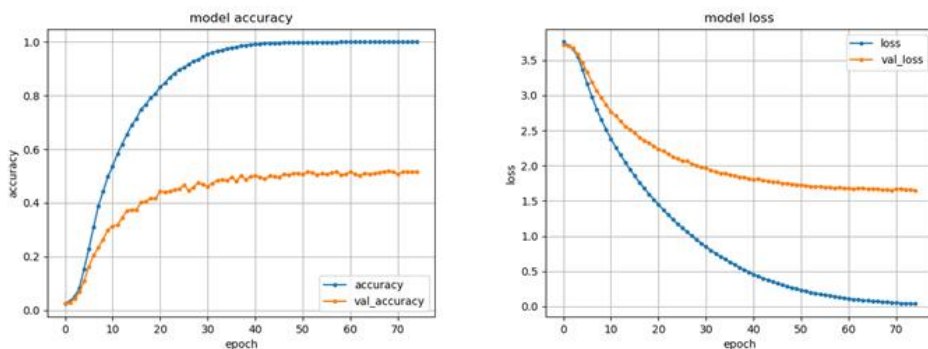 model accuracy
1.0
0.8
0.6
0.4
0.2
0.0
accuracy
accuracy
val_accuracy
0 10 20 30 40 50 60 70
epoch
model loss
3.5
3.0
2.5
2.0
1.5
1.0
0.5
0.0
loss
loss
val_loss
0 10 20 30 40 50 60 70
epoch